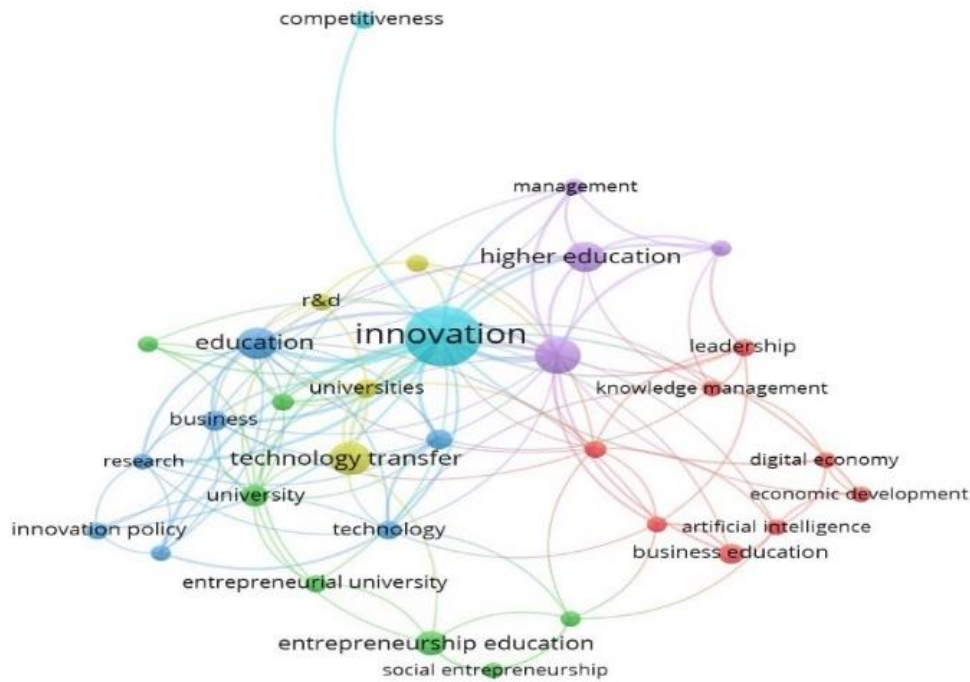 competitiveness
management
higher education
r&d
innovation
education
leadership
universities
knowledge management
business
research
technology transfer
digital economy
university
economic development
innovation policy
technology
artificial intelligence
business education
entrepreneurial university
entrepreneurship education
social entrepreneurship